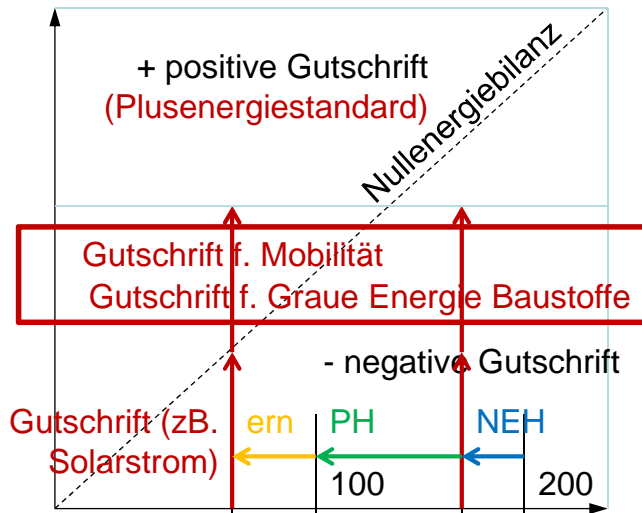 + positive Gutschrift
(Plusenergiestandard)
Nullenergiebilanz
Gutschrift f. Mobilität
Gutschrift f. Graue Energie Baustoffe
- negative Gutschrift
Gutschrift (zB.
Solarstrom)
ern
PH
NEH
100
200